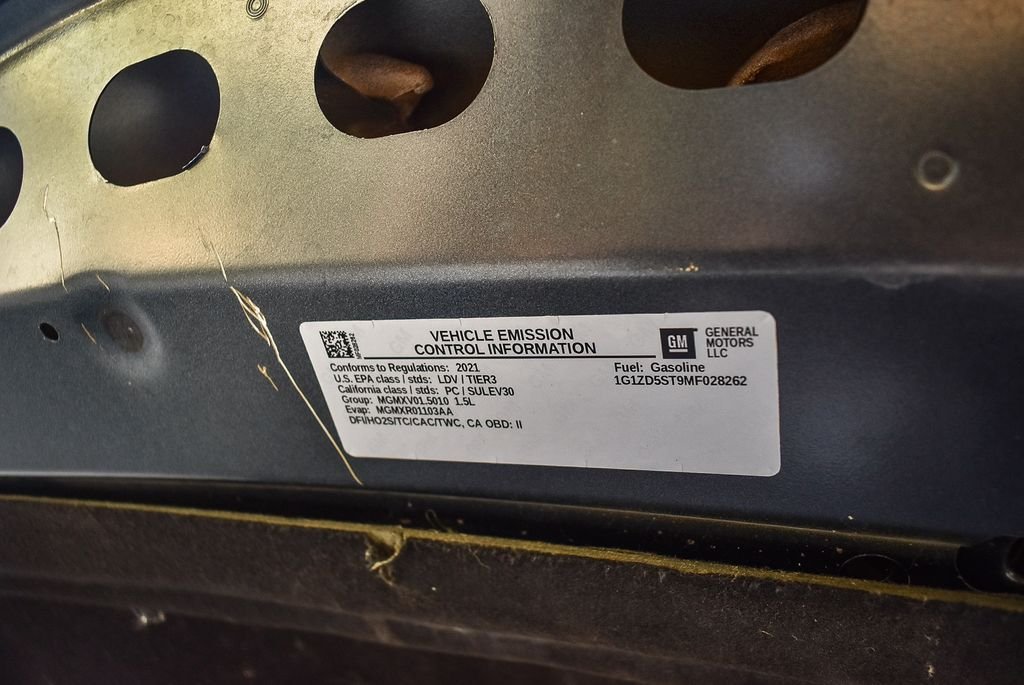 VEHICLE EMISSION
CONTROL INFORMATION
GM
GENERAL
MOTORS
LLC
Conforms to Regulations: 2021
U.S. EPA class / stds: LDV / TIER3
California class / stds: PC / SULEV30
Group: MGMXV01.5010 1.5L
Evap: MGMXR01103AA
DFI/HO2S/TC/CAC/TWC, CA OBD: II
Fuel: Gasoline
1G1ZD5ST9MF028262